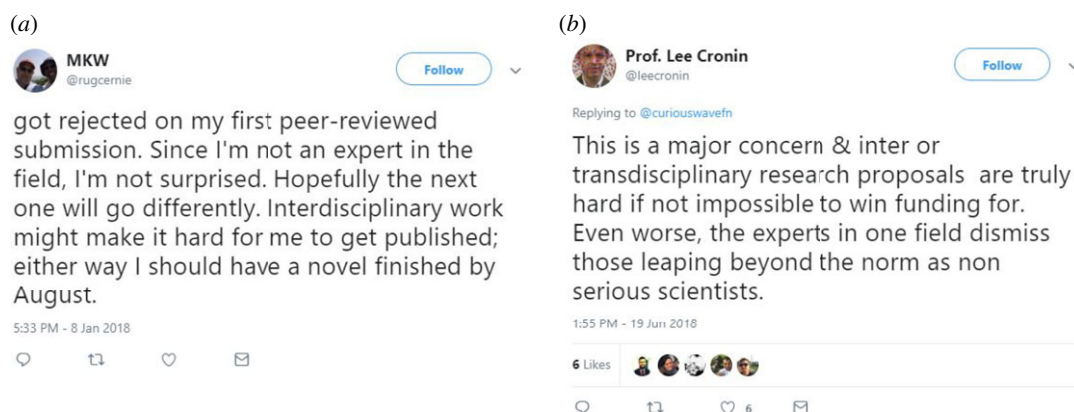 (a)
MKW
@rugcernie
Follow
got rejected on my first peer-reviewed
submission. Since I'm not an expert in the
field, I'm not surprised. Hopefully the next
one will go differently. Interdisciplinary work
might make it hard for me to get published;
either way I should have a novel finished by
August.
5:33 PM - 8 Jan 2018
(b)
Prof. Lee Cronin
@leecronin
Follow
Replying to @curiouswavefn
This is a major concern & inter or
transdisciplinary research proposals are truly
hard if not impossible to win funding for.
Even worse, the experts in one field dismiss
those leaping beyond the norm as non
serious scientists.
1:55 PM - 19 Jun 2018
6 Likes
6